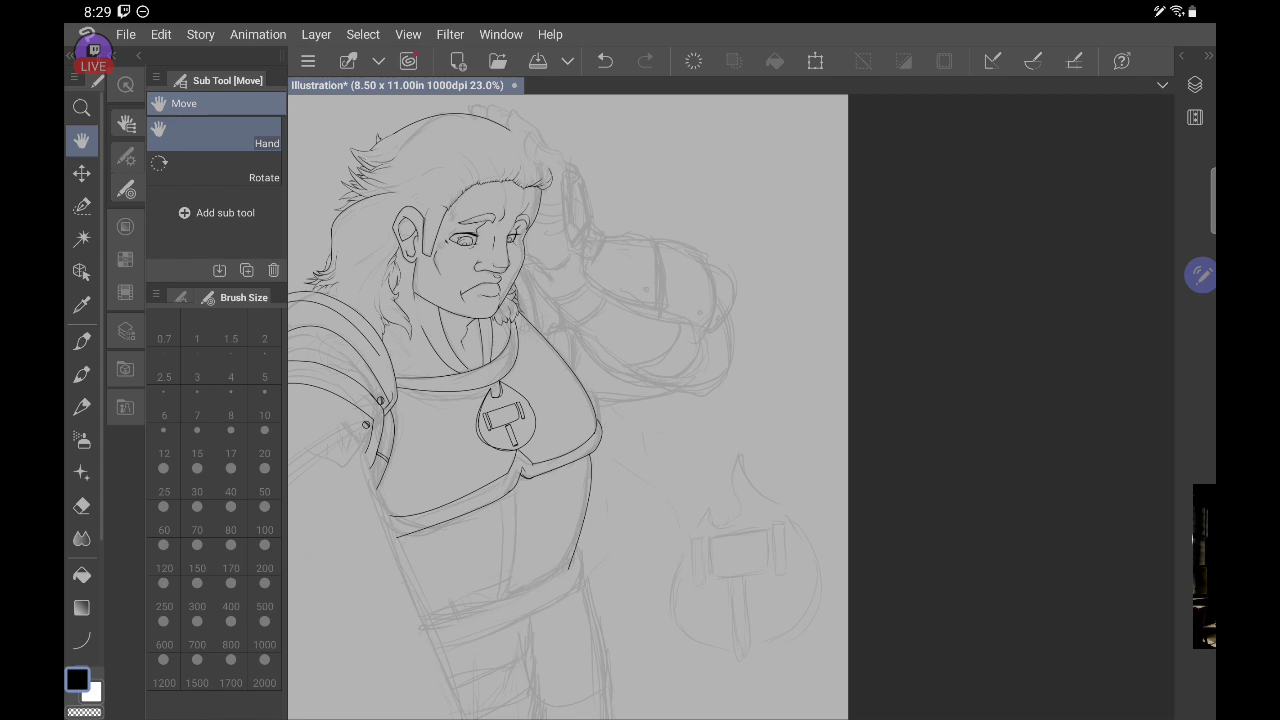 8:29
LIVE
File Edit Story Animation Layer Select View Filter Window Help
Sub Tool [Move]
Illustration* (8.50 x 11.00in 1000dpi 23.0%)
Move
Hand
Rotate
Add sub tool
Brush Size
0.7 1 1.5 2
2.5 3 4 5
6 7 8 10
12 15 17 20
25 30 40 50
60 70 80 100
120 150 170 200
250 300 400 500
600 700 800 1000
1200 1500 1700 2000